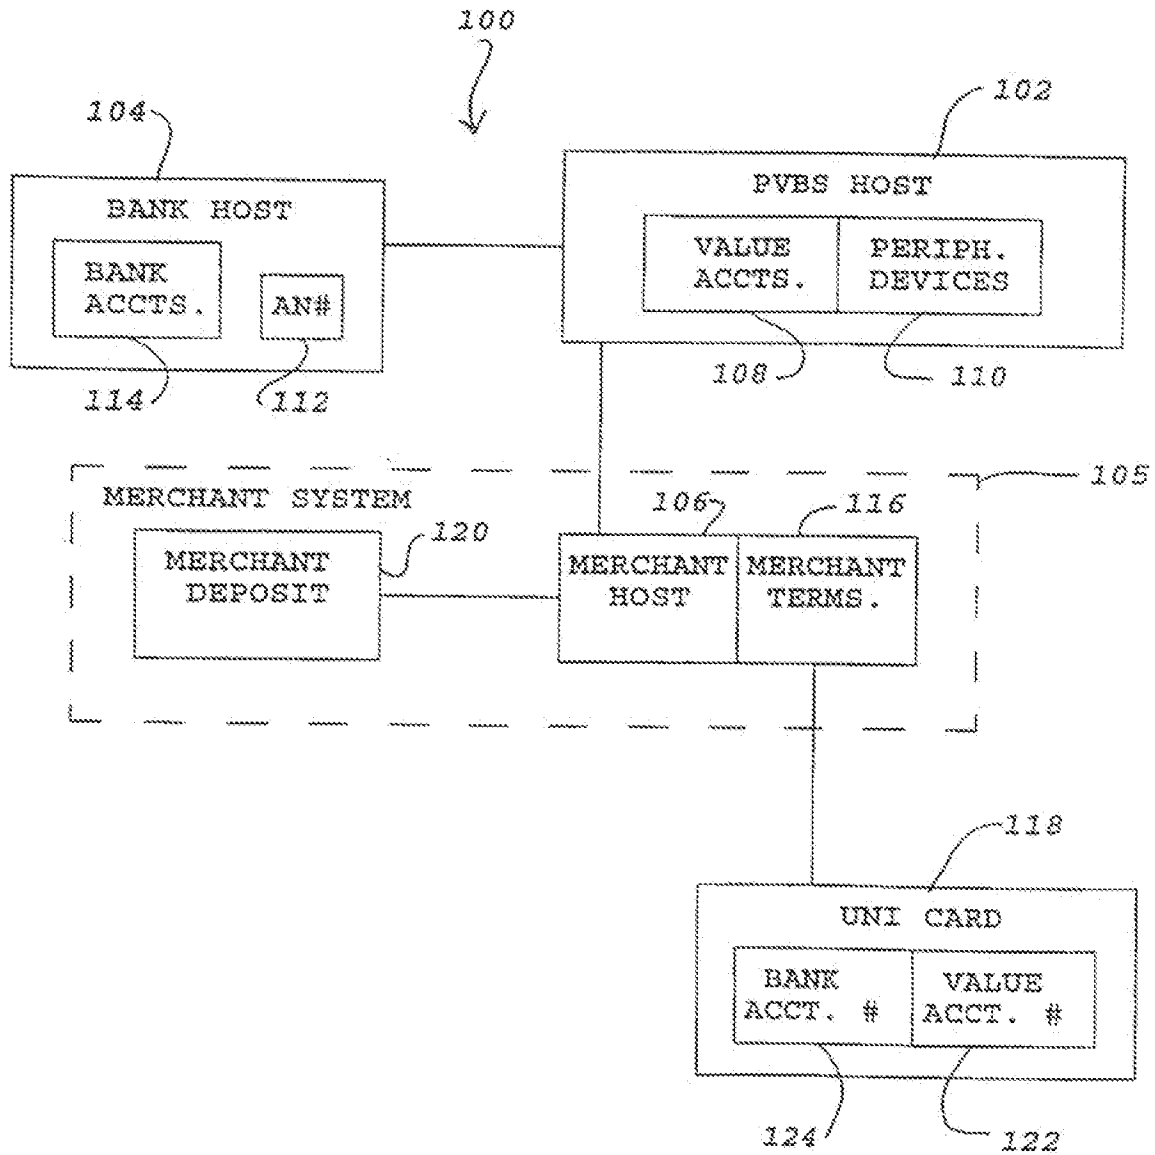 100
104
102
BANK HOST
BANK
ACCTS.
AN#
114
112
PVBS HOST
VALUE
ACCTS.
PERIPH.
DEVICES
108
110
105
MERCHANT SYSTEM
120
MERCHANT
DEPOSIT
106
116
MERCHANT
HOST
MERCHANT
TERMS.
118
UNI CARD
BANK
ACCT. #
VALUE
ACCT. #
124
122